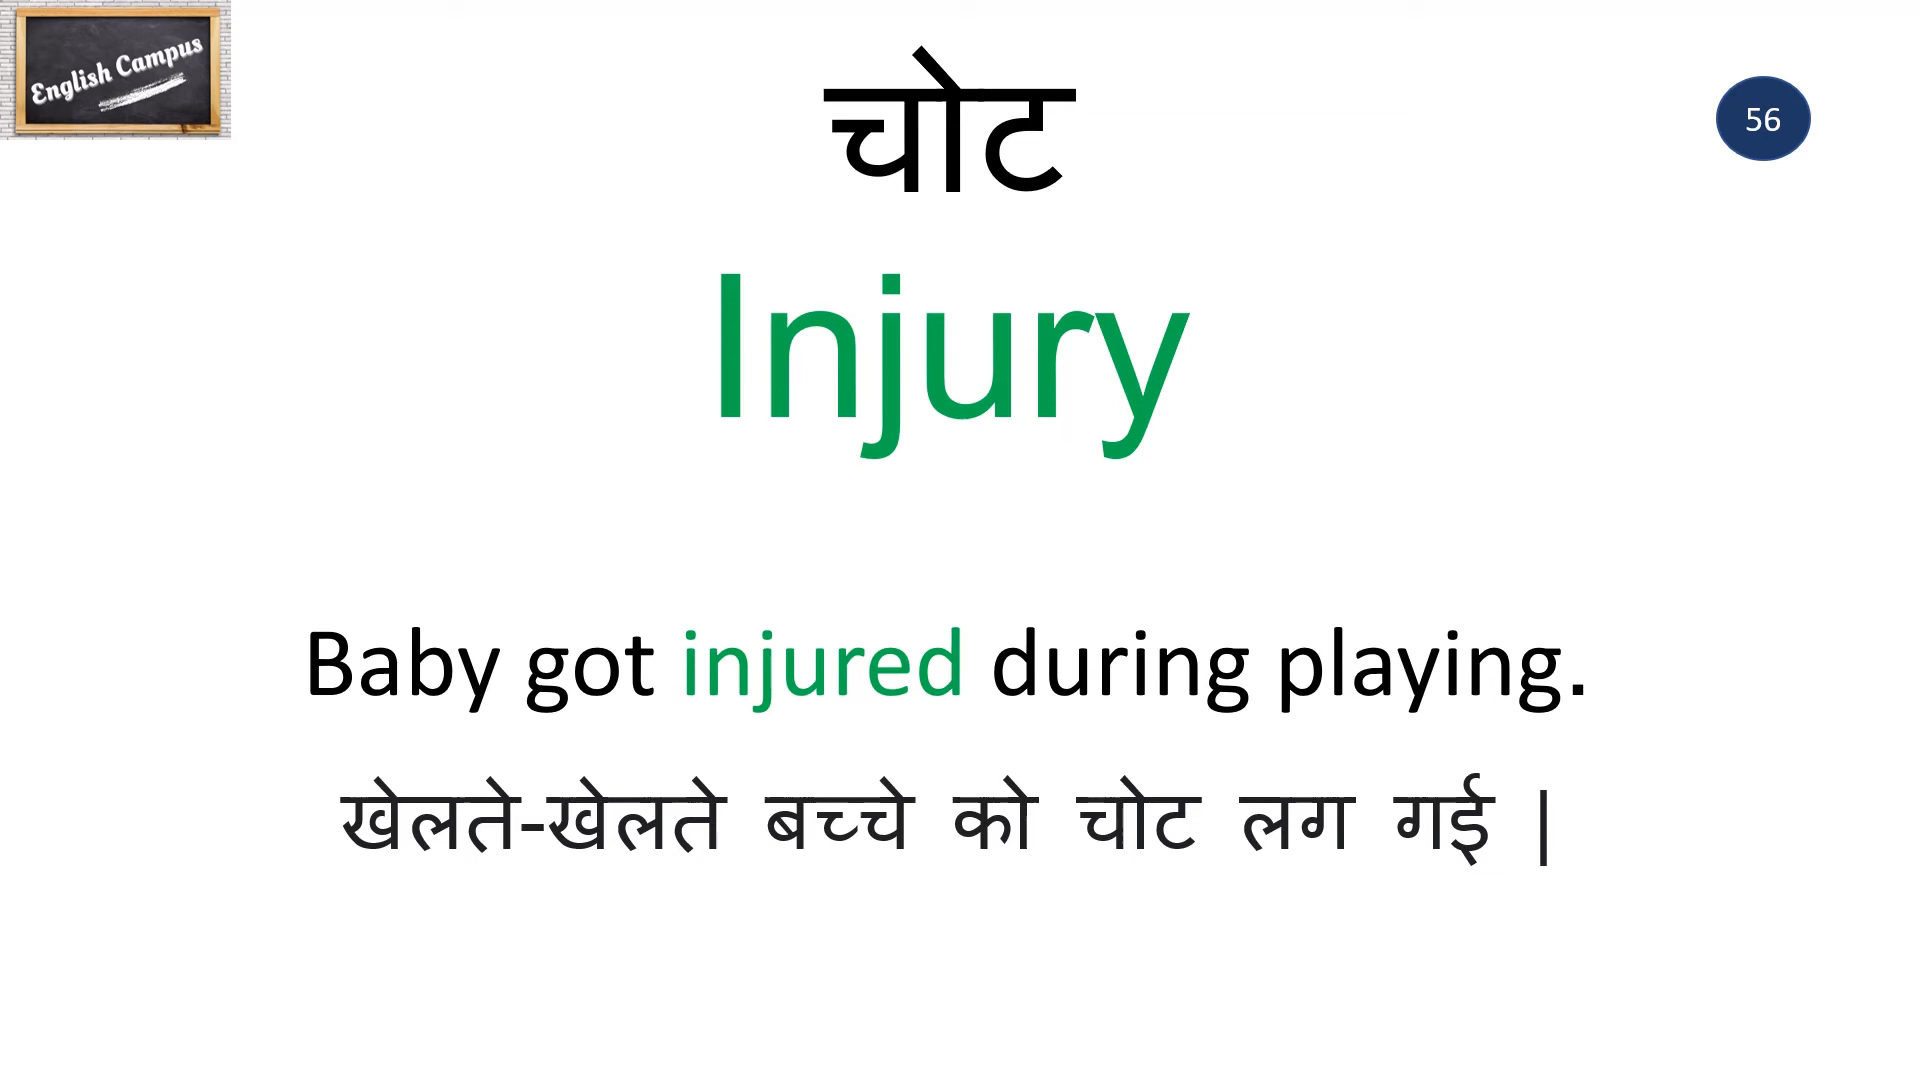 English Campus
चोट
56
Injury
Baby got injured during playing.
खेलते-खेलते बच्चे को चोट लग गई |